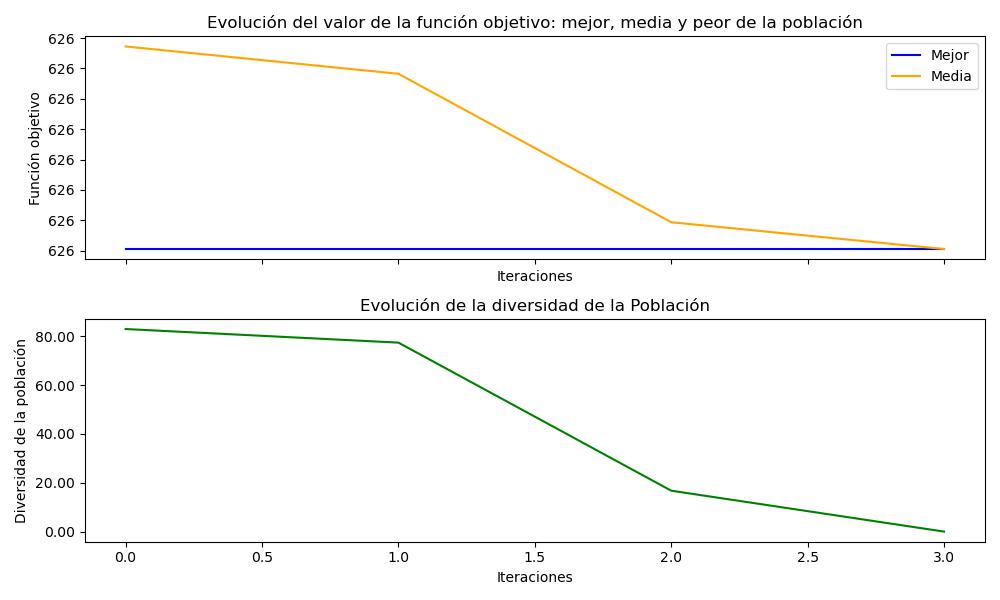 Evolución del valor de la función objetivo: mejor, media y peor de la población
626
626
626
626
626
626
626
626
Función objetivo
Mejor
Media
Iteraciones
Evolución de la diversidad de la Población
80.00
60.00
40.00
20.00
0.00
Diversidad de la población
0.0 0.5 1.0 1.5 2.0 2.5 3.0
Iteraciones